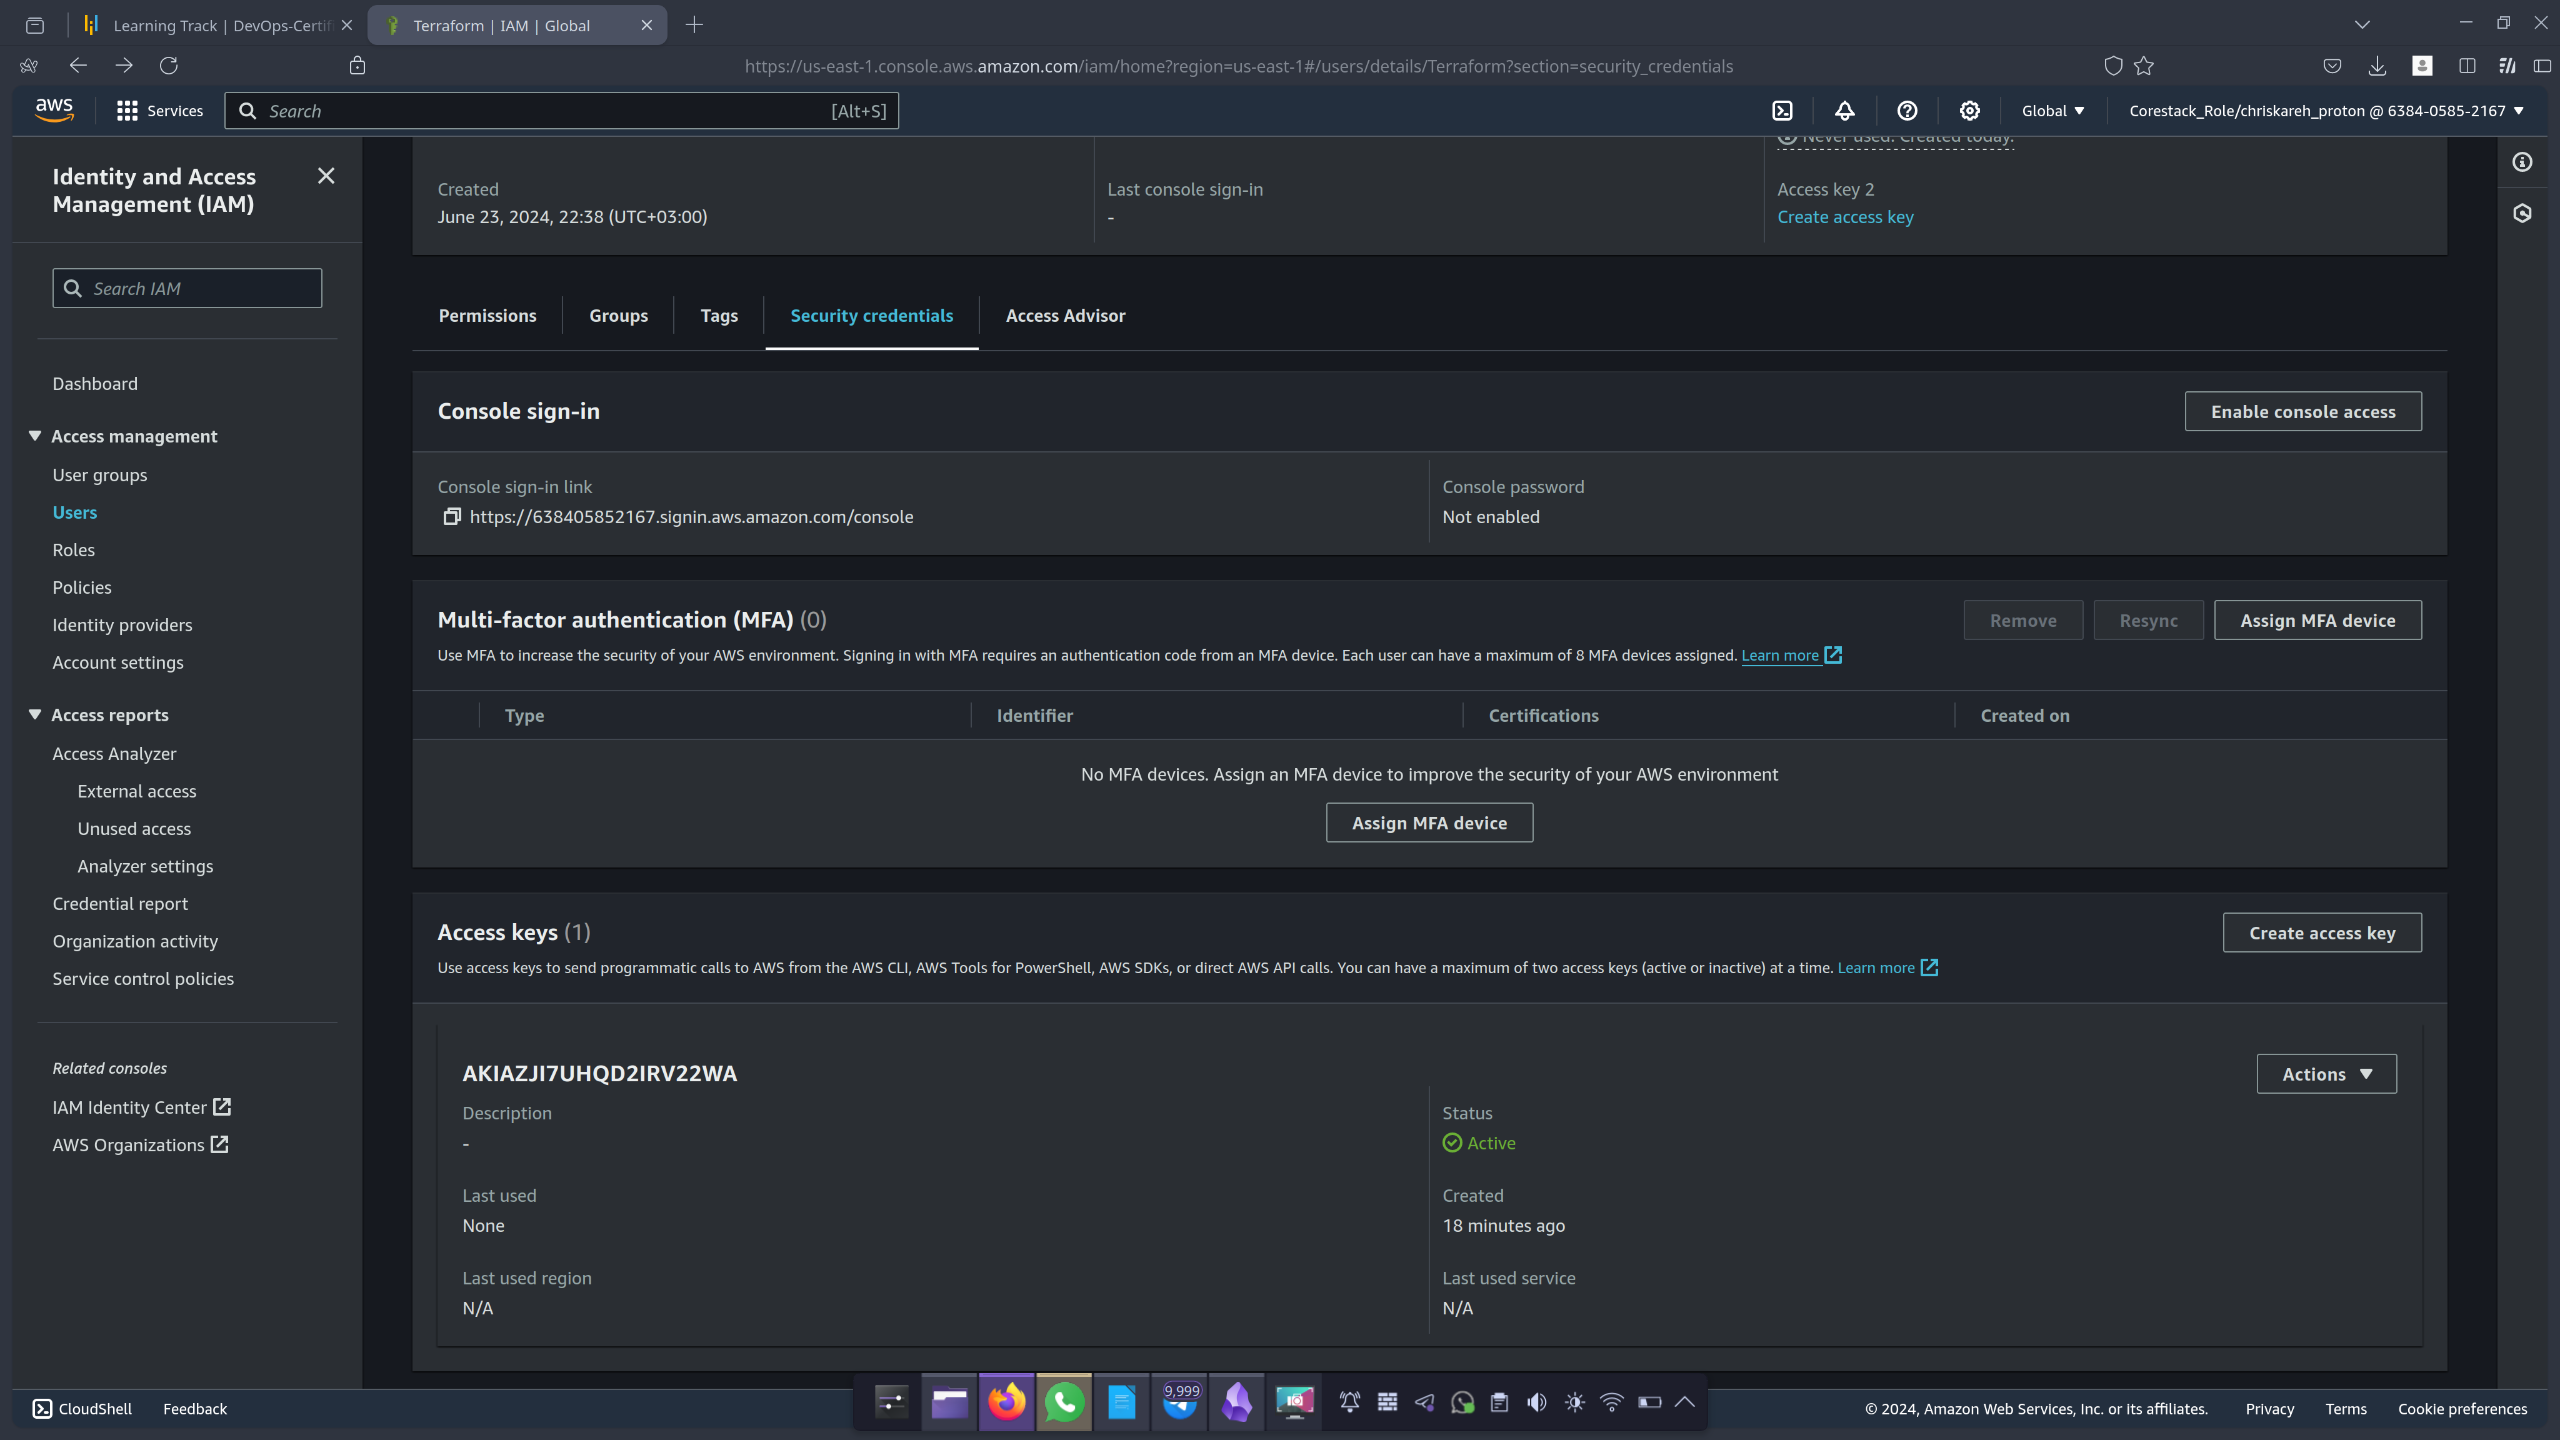 Learning Track | DevOps-Certifi
Terraform | IAM | Global
https://us-east-1.console.aws.amazon.com/iam/home?region=us-east-1#/users/details/Terraform?section=security_credentials
aws
Services
Search
[Alt+S]
Global
Corestack_Role/chriskareh_proton @ 6384-0585-2167
Identity and Access
Management (IAM)
Search IAM
Dashboard
Access management
User groups
Users
Roles
Policies
Identity providers
Account settings
Access reports
Access Analyzer
External access
Unused access
Analyzer settings
Credential report
Organization activity
Service control policies
Related consoles
IAM Identity Center
AWS Organizations
Never used. Created today.
Created
June 23, 2024, 22:38 (UTC+03:00)
Last console sign-in
-
Access key 2
Create access key
Permissions
Groups
Tags
Security credentials
Access Advisor
Console sign-in
Enable console access
Console sign-in link
https://638405852167.signin.aws.amazon.com/console
Console password
Not enabled
Multi-factor authentication (MFA) (0)
Remove
Resync
Assign MFA device
Use MFA to increase the security of your AWS environment. Signing in with MFA requires an authentication code from an MFA device. Each user can have a maximum of 8 MFA devices assigned. Learn more
Type
Identifier
Certifications
Created on
No MFA devices. Assign an MFA device to improve the security of your AWS environment
Assign MFA device
Access keys (1)
Create access key
Use access keys to send programmatic calls to AWS from the AWS CLI, AWS Tools for PowerShell, AWS SDKs, or direct AWS API calls. You can have a maximum of two access keys (active or inactive) at a time. Learn more
AKIAZJI7UHQD2IRV22WA
Actions
Description
-
Status
Active
Last used
None
Created
18 minutes ago
Last used region
N/A
Last used service
N/A
CloudShell
Feedback
9,999
© 2024, Amazon Web Services, Inc. or its affiliates.
Privacy
Terms
Cookie preferences